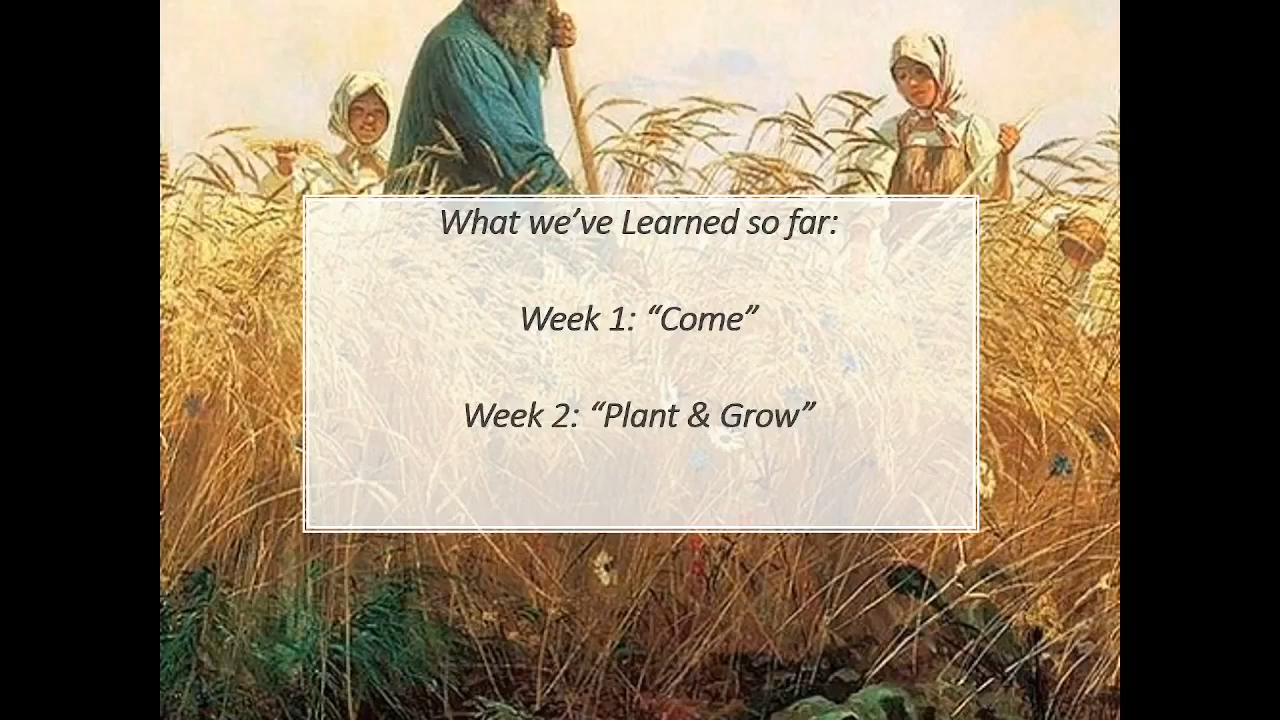 What we’ve Learned so far:
Week 1: “Come”
Week 2: “Plant & Grow”